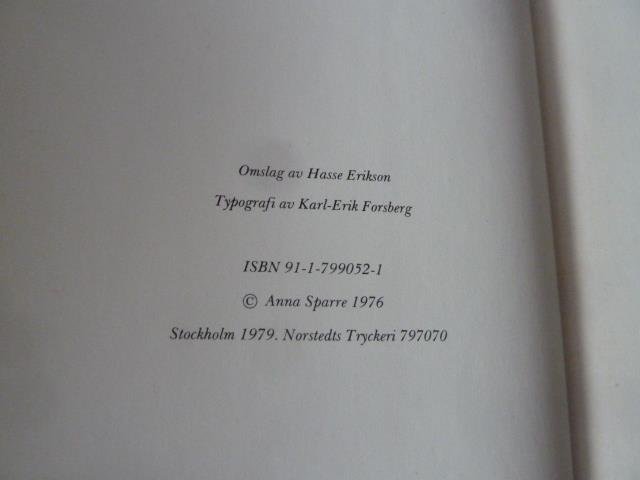 Omslag av Hasse Erikson
Typografi av Karl-Erik Forsberg
ISBN 91-1-799052-1
© Anna Sparre 1976
Stockholm 1979. Norstedts Tryckeri 797070